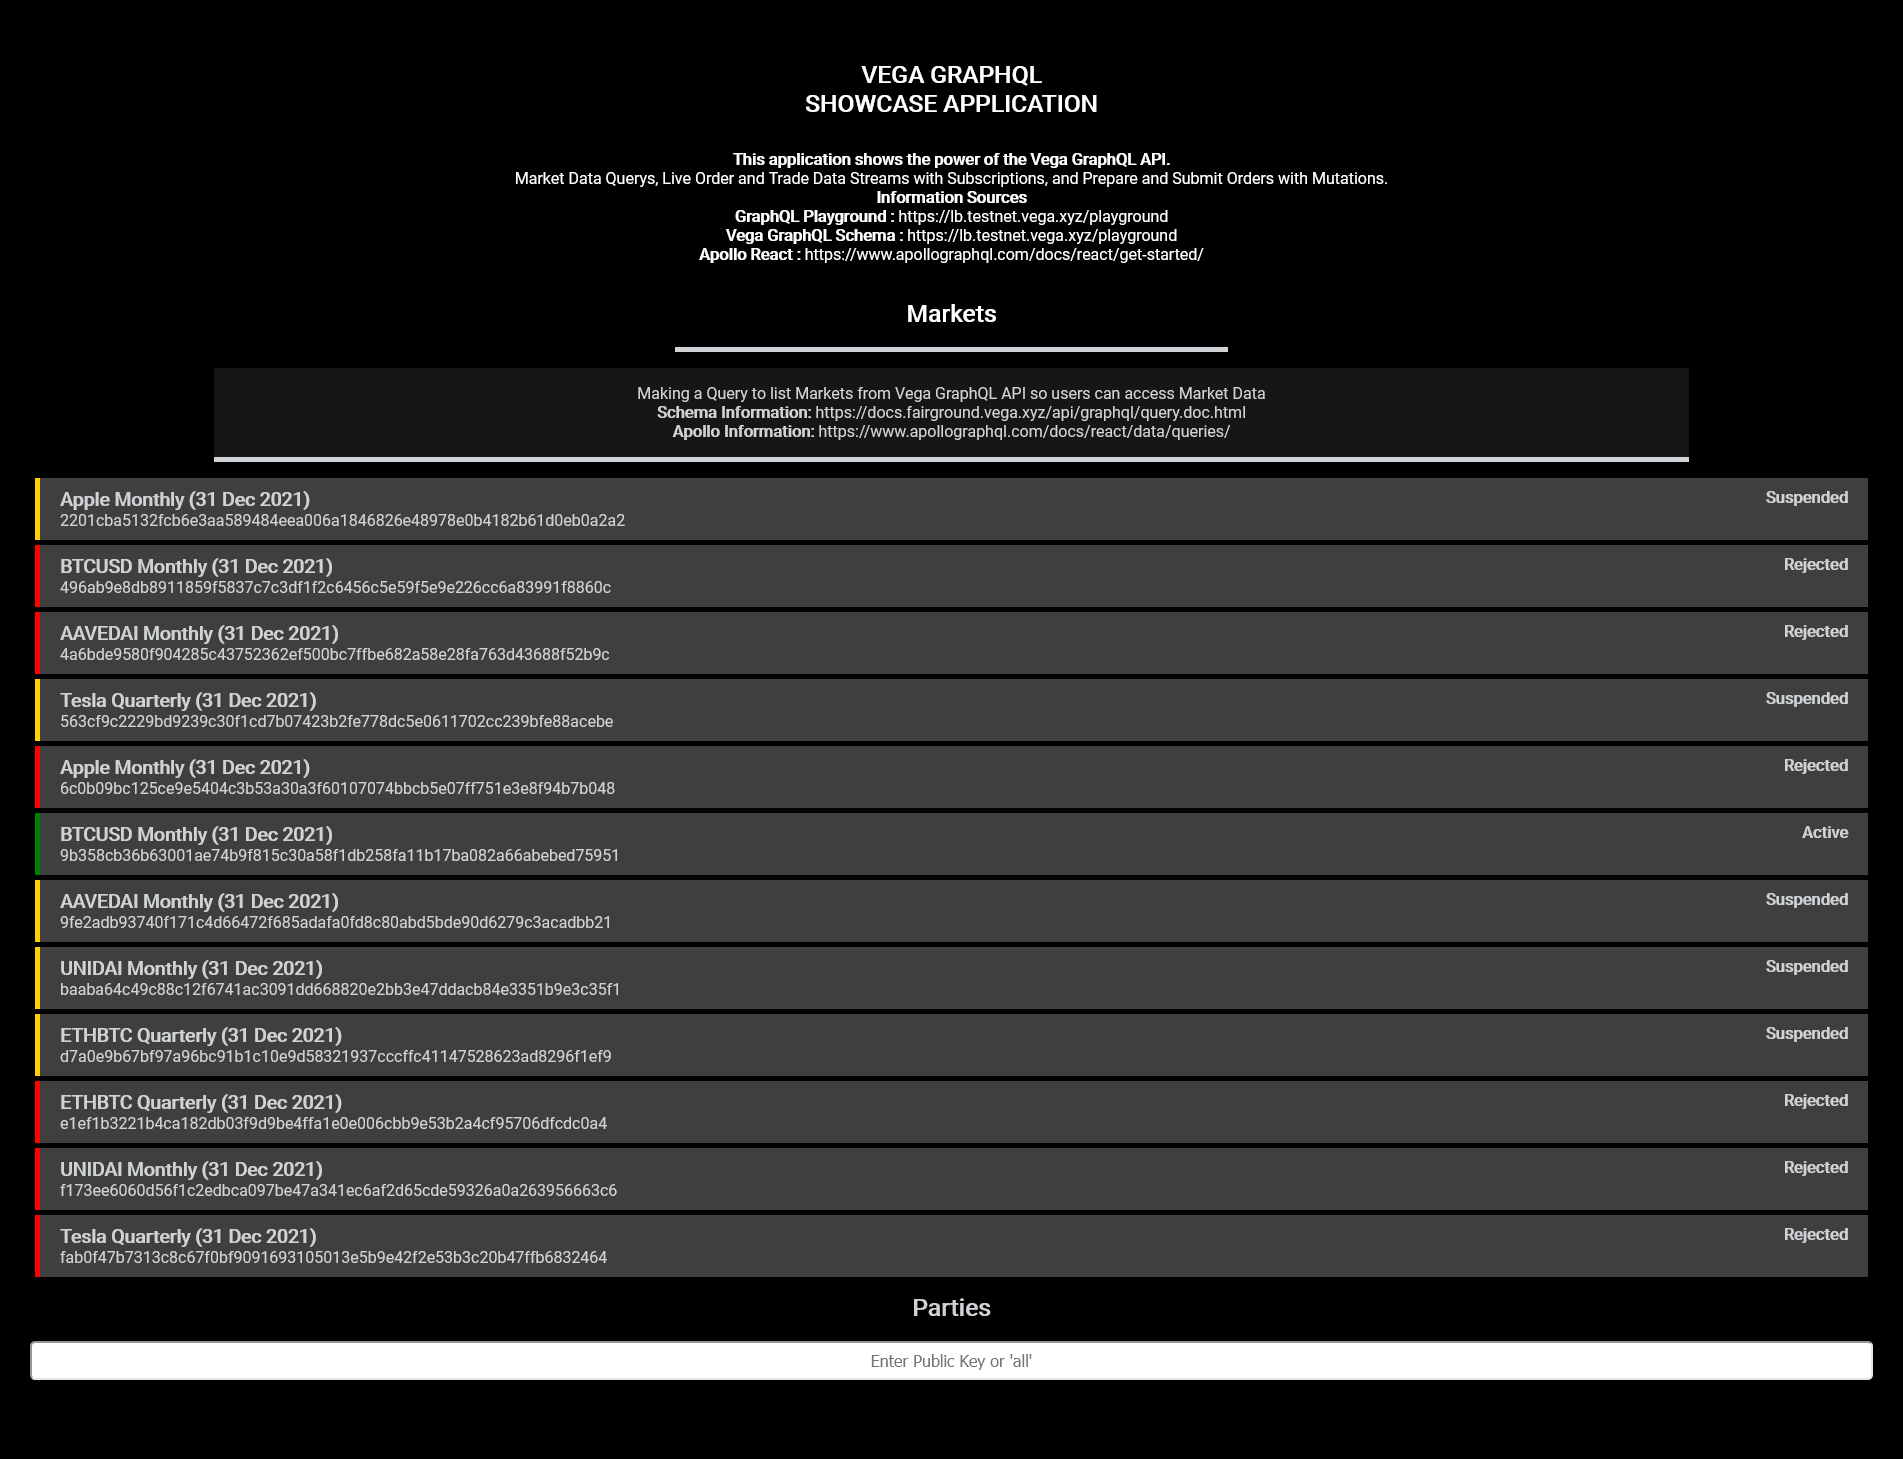 VEGA GRAPHQL
SHOWCASE APPLICATION
This application shows the power of the Vega GraphQL API.
Market Data Querys, Live Order and Trade Data Streams with Subscriptions, and Prepare and Submit Orders with Mutations.
Information Sources
GraphQL Playground : https://lb.testnet.vega.xyz/playground
Vega GraphQL Schema : https://lb.testnet.vega.xyz/playground
Apollo React : https://www.apollographql.com/docs/react/get-started/
Markets
Making a Query to list Markets from Vega GraphQL API so users can access Market Data
Schema Information: https://docs.fairground.vega.xyz/api/graphql/query.doc.html
Apollo Information: https://www.apollographql.com/docs/react/data/queries/
Apple Monthly (31 Dec 2021) Suspended
2201cba5132fcb6e3aa589484eea006a1846826e48978e0b4182b61d0eb0a2a2
BTCUSD Monthly (31 Dec 2021) Rejected
496ab9e8db8911859f5837c7c3df1f2c6456c5e59f5e9e226cc6a83991f8860c
AAVEDAI Monthly (31 Dec 2021) Rejected
4a6bde9580f904285c43752362ef500bc7ffbe682a58e28fa763d43688f52b9c
Tesla Quarterly (31 Dec 2021) Suspended
563cf9c2229bd9239c30f1cd7b07423b2fe778dc5e0611702cc239bfe88acebe
Apple Monthly (31 Dec 2021) Rejected
6c0b09bc125ce9e5404c3b53a30a3f60107074bbcb5e07ff751e3e8f94b7b048
BTCUSD Monthly (31 Dec 2021) Active
9b358cb36b63001ae74b9f815c30a58f1db258fa11b17ba082a66abebed75951
AAVEDAI Monthly (31 Dec 2021) Suspended
9fe2adb93740f171c4d66472f685adafa0fd8c80abd5bde90d6279c3acadbb21
UNIDAI Monthly (31 Dec 2021) Suspended
baaba64c49c88c12f6741ac3091dd668820e2bb3e47ddacb84e3351b9e3c35f1
ETHBTC Quarterly (31 Dec 2021) Suspended
d7a0e9b67bf97a96bc91b1c10e9d58321937cccffc41147528623ad8296f1ef9
ETHBTC Quarterly (31 Dec 2021) Rejected
e1ef1b3221b4ca182db03f9d9be4ffa1e0e006cbb9e53b2a4cf95706dfcdc0a4
UNIDAI Monthly (31 Dec 2021) Rejected
f173ee6060d56f1c2edbca097be47a341ec6af2d65cde59326a0a263956663c6
Tesla Quarterly (31 Dec 2021) Rejected
fab0f47b7313c8c67f0bf9091693105013e5b9e42f2e53b3c20b47ffb6832464
Parties
Enter Public Key or 'all'